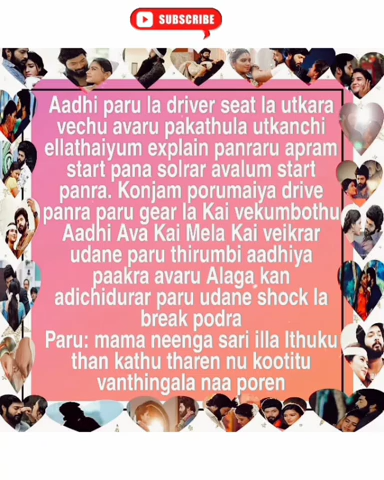 SUBSCRIBE
Aadhi paru la driver seat la utkara
vechu avaru pakathula utkanchi
ellathaiyum explain panraru apram
start pana solrar avalum start
panra. Konjam porumaiya drive
panra paru gear la Kai vekumbothu
Aadhi Ava Kai Mela Kai veikrar
udane paru thirumbi aadhiya
paakra avaru Alaga kan
adichidurar paru udane shock la
break podra
Paru: mama neenga sari illa Ithuku
than kathu tharen nu kootitu
vanthingala naa poren